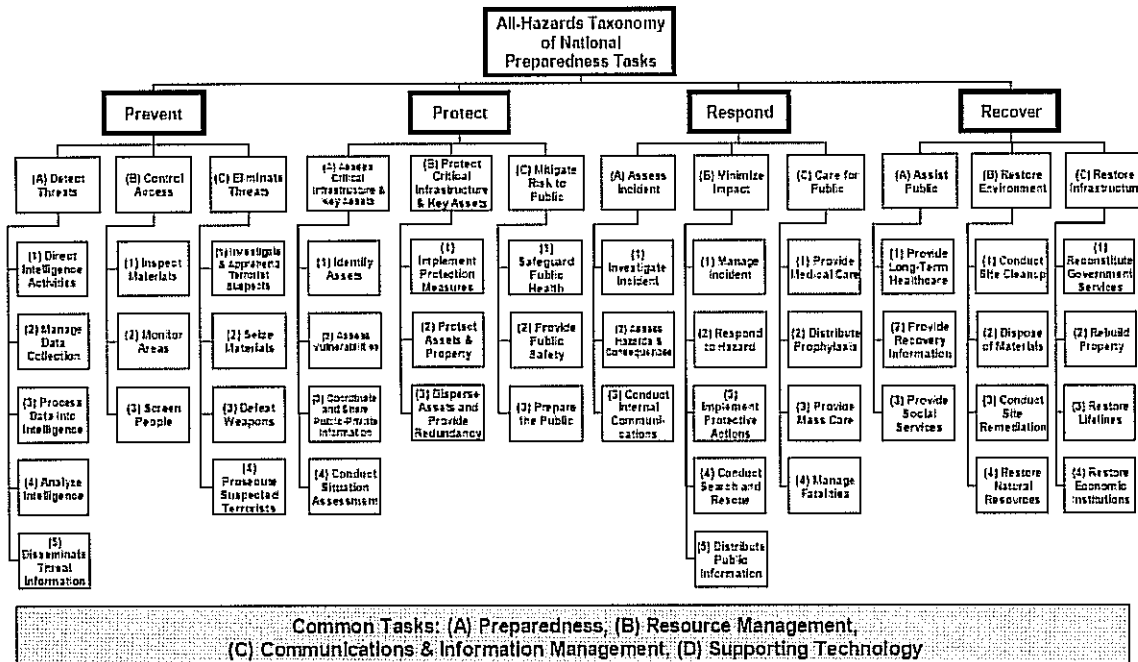 All-Hazards Taxonomy
of National
Preparedness Tasks
Prevent
Protect
Respond
Recover
(A) Detect
Threats
(B) Control
Access
(C) Eliminate
Threats
(A) Assess
Critical
Infrastructure &
Key Assets
(B) Protect
Critical
Infrastructure
& Key Assets
(C) Mitigate
Risk to
Public
(A) Assess
Incident
(B) Minimize
Impact
(C) Care for
Public
(A) Assist
Public
(B) Restore
Environment
(C) Restore
Infrastructure
(1) Direct
Intelligence
Activities
(2) Manage
Data
Collection
(3) Process
Data into
Intelligence
(4) Analyze
Intelligence
(5)
Disseminate
Threat
Information
(1) Inspect
Materials
(2) Monitor
Areas
(3) Screen
People
(1) Investigate
& Apprehend
Terrorist
Suspects
(2) Seize
Materials
(3) Defeat
Weapons
(4)
Prosecute
Suspected
Terrorists
(1) Identify
Assets
(2) Assess
Vulnerabilities
(3) Coordinate
and Share
Public-Private
Information
(4) Conduct
Situation
Assessment
(1)
Implement
Protection
Measures
(2) Protect
Assets &
Property
(3) Disperse
Assets and
Provide
Redundancy
(1)
Safeguard
Public
Health
(2) Provide
Public
Safety
(3) Prepare
the Public
(1)
Investigate
Incident
(2) Assess
Hazards &
Consequences
(3) Conduct
Internal
Communi-
cations
(1) Manage
Incident
(2) Respond
to Hazard
(3)
Implement
Protective
Actions
(4) Conduct
Search and
Rescue
(5) Distribute
Public
Information
(1) Provide
Medical Care
(2) Distribute
Prophylaxis
(3) Provide
Mass Care
(4) Manage
Fatalities
(1) Provide
Long-Term
Healthcare
(2) Provide
Recovery
Information
(3) Provide
Social
Services
(1) Conduct
Site Cleanup
(2) Dispose
of Materials
(3) Conduct
Site
Remediation
(4) Restore
Natural
Resources
(1)
Reconstitute
Government
Services
(2) Rebuild
Property
(3) Restore
Lifelines
(4) Restore
Economic
Institutions
Common Tasks: (A) Preparedness, (B) Resource Management,
(C) Communications & Information Management, (D) Supporting Technology